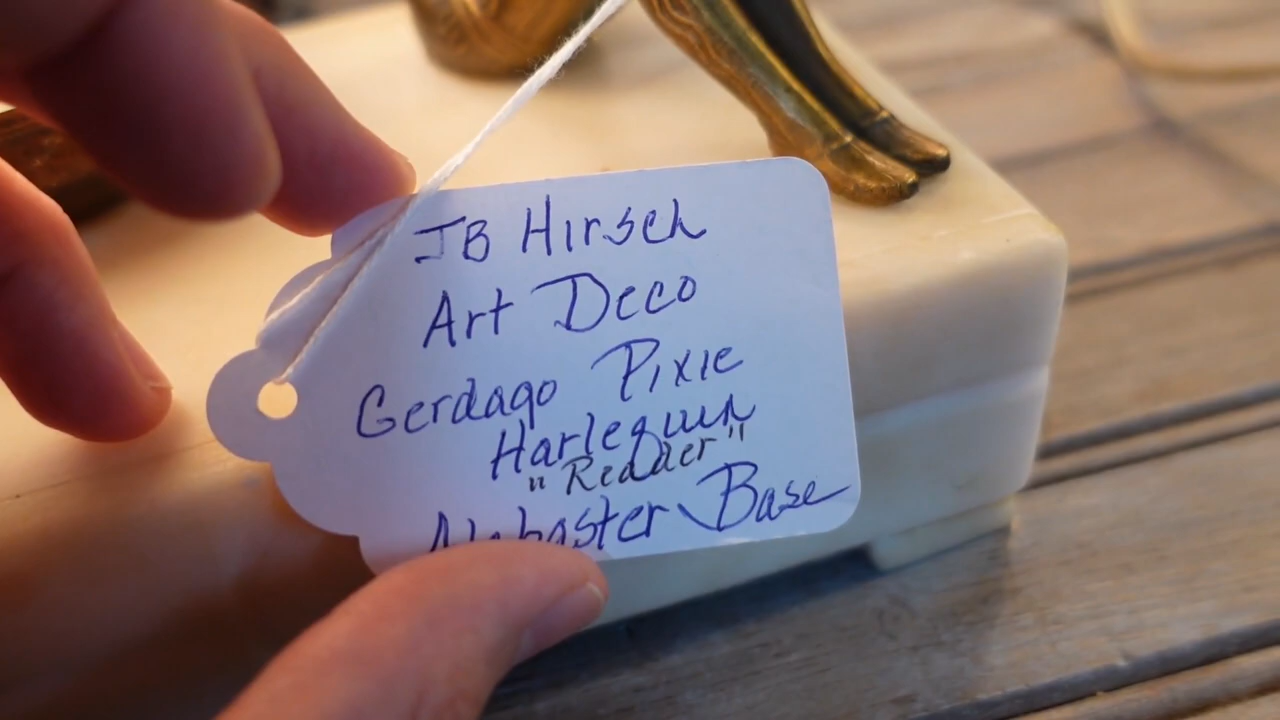 JB Hirsch
Art Deco
Gerdago Pixie
Harlequin
"Reader"
Alabaster Base